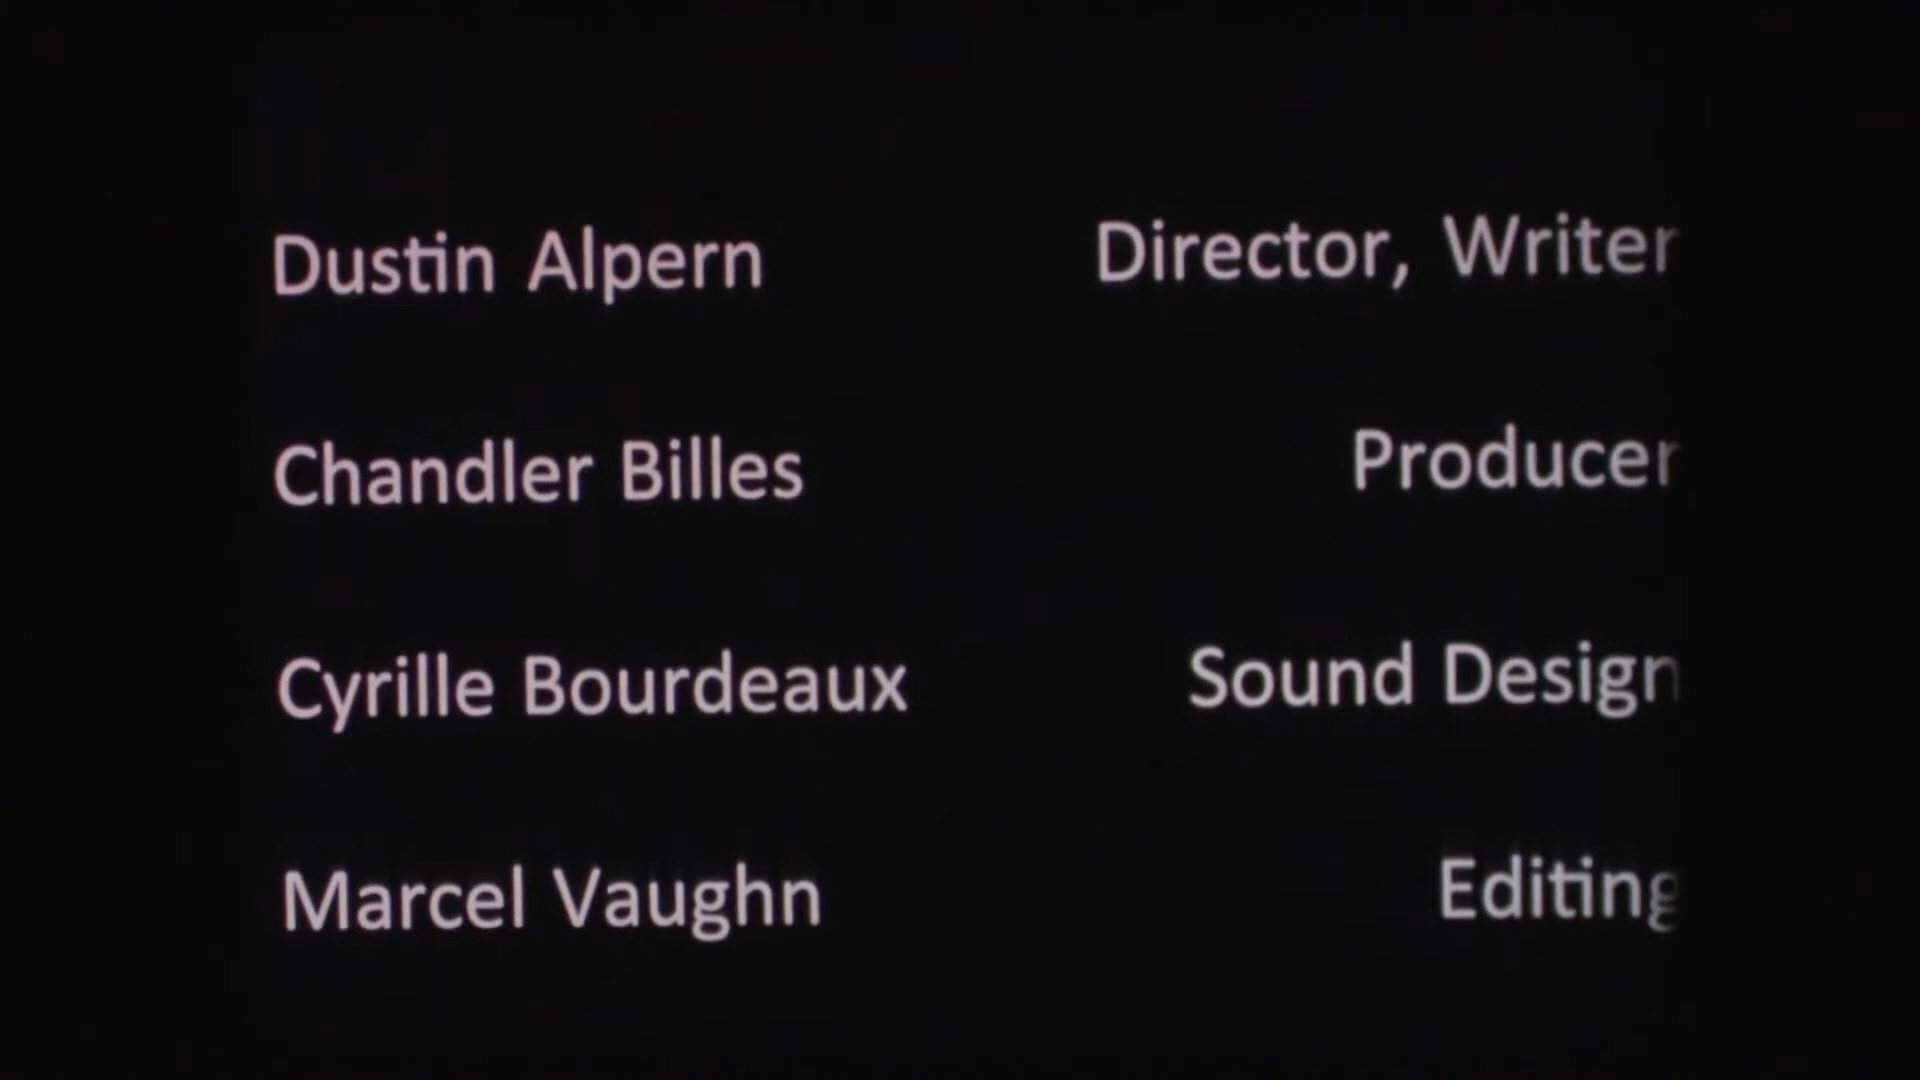 Dustin Alpern Director, Writer
Chandler Billes Producer
Cyrille Bourdeaux Sound Design
Marcel Vaughn Editing